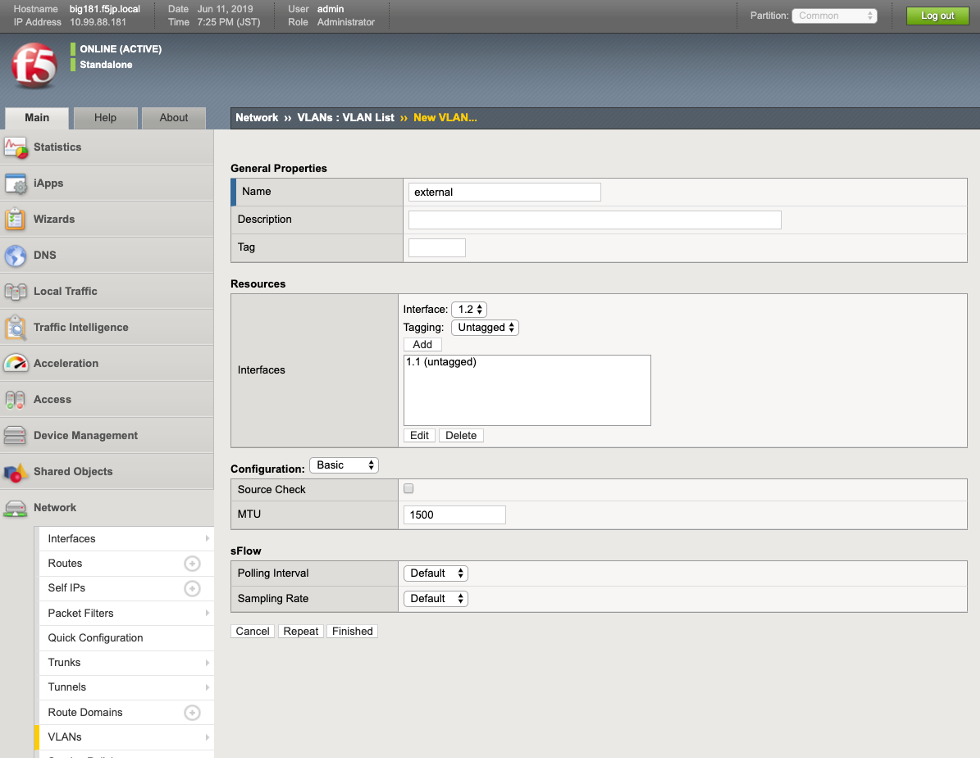 Hostname big181.f5jp.local Date Jun 11, 2019 User admin
IP Address 10.99.88.181 Time 7:25 PM (JST) Role Administrator
Partition: Common Log out
f5
ONLINE (ACTIVE)
Standalone
Main Help About
Network ›› VLANs : VLAN List ›› New VLAN...
Statistics
iApps
Wizards
DNS
Local Traffic
Traffic Intelligence
Acceleration
Access
Device Management
Shared Objects
Network
Interfaces
Routes
Self IPs
Packet Filters
Quick Configuration
Trunks
Tunnels
Route Domains
VLANs
General Properties
Name external
Description
Tag
Resources
Interfaces
Interface: 1.2
Tagging: Untagged
Add
1.1 (untagged)
Edit Delete
Configuration: Basic
Source Check
MTU 1500
sFlow
Polling Interval Default
Sampling Rate Default
Cancel Repeat Finished